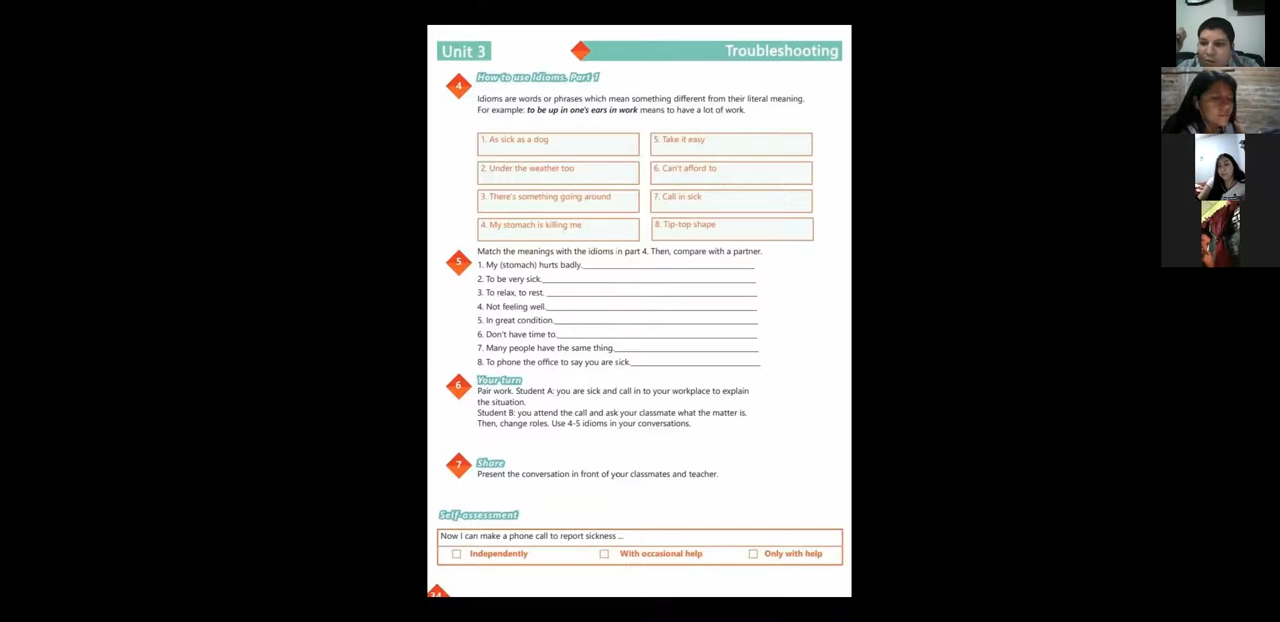 Unit 3
Troubleshooting
4
How to use Idioms. Part 1
Idioms are words or phrases which mean something different from their literal meaning.
For example: to be up in one's ears in work means to have a lot of work.
1. As sick as a dog
5. Take it easy
2. Under the weather too
6. Can't afford to
3. There's something going around
7. Call in sick
4. My stomach is killing me
8. Tip-top shape
5
Match the meanings with the idioms in part 4. Then, compare with a partner.
1. My (stomach) hurts badly.
2. To be very sick.
3. To relax, to rest.
4. Not feeling well.
5. In great condition.
6. Don't have time to.
7. Many people have the same thing.
8. To phone the office to say you are sick.
6
Your turn
Pair work. Student A: you are sick and call in to your workplace to explain
the situation.
Student B: you attend the call and ask your classmate what the matter is.
Then, change roles. Use 4-5 idioms in your conversations.
7
Share
Present the conversation in front of your classmates and teacher.
Self-assessment
Now I can make a phone call to report sickness ...
Independently
With occasional help
Only with help
34